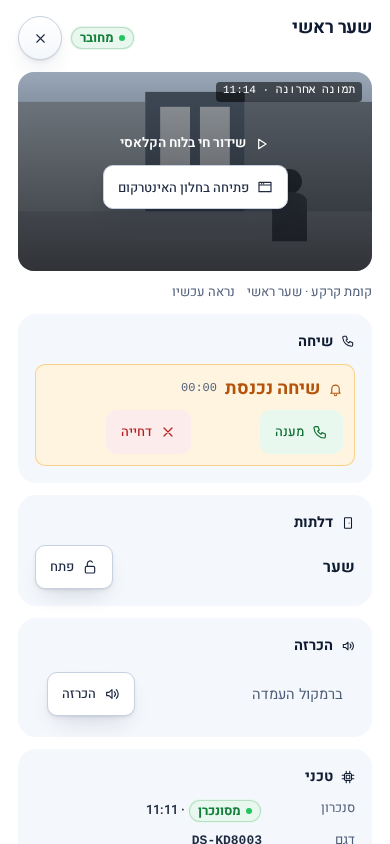 שער ראשי
מחובר
תמונה אחרונה · 11:14
שידור חי בלוח הקלאסי
פתיחה בחלון האינטרקום
קומת קרקע · שער ראשי נראה עכשיו
שיחה
שיחה נכנסת 00:00
מענה
דחייה
דלתות
שער
פתח
הכרזה
ברמקול העמדה
הכרזה
טכני
סנכרון מסונכרן · 11:11
דגם DS-KD8003